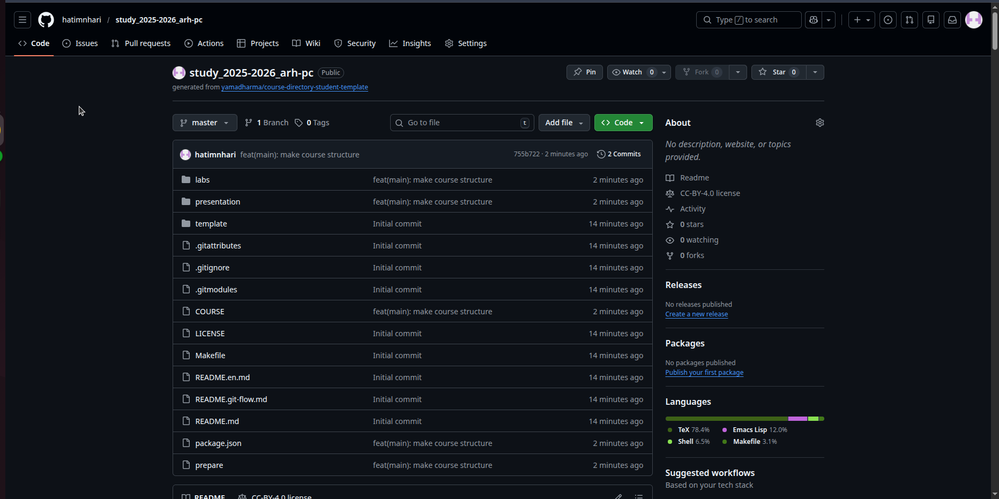 hatimnhari / study_2025-2026_arh-pc
Type / to search
Code Issues Pull requests Actions Projects Wiki Security Insights Settings
study_2025-2026_arh-pc Public
Pin Watch 0 Fork 0 Star 0
generated from yamadharma/course-directory-student-template
master 1 Branch 0 Tags Go to file t Add file Code
hatimnhari feat(main): make course structure 755b722 · 2 minutes ago 2 Commits
labs feat(main): make course structure 2 minutes ago
presentation feat(main): make course structure 2 minutes ago
template Initial commit 14 minutes ago
.gitattributes Initial commit 14 minutes ago
.gitignore Initial commit 14 minutes ago
.gitmodules Initial commit 14 minutes ago
COURSE feat(main): make course structure 2 minutes ago
LICENSE Initial commit 14 minutes ago
Makefile Initial commit 14 minutes ago
README.en.md Initial commit 14 minutes ago
README.git-flow.md Initial commit 14 minutes ago
README.md Initial commit 14 minutes ago
package.json feat(main): make course structure 2 minutes ago
prepare feat(main): make course structure 2 minutes ago
README CC-BY-4.0 license
About
No description, website, or topics
provided.
Readme
CC-BY-4.0 license
Activity
0 stars
0 watching
0 forks
Releases
No releases published
Create a new release
Packages
No packages published
Publish your first package
Languages
TeX 78.4% Emacs Lisp 12.0%
Shell 6.5% Makefile 3.1%
Suggested workflows
Based on your tech stack